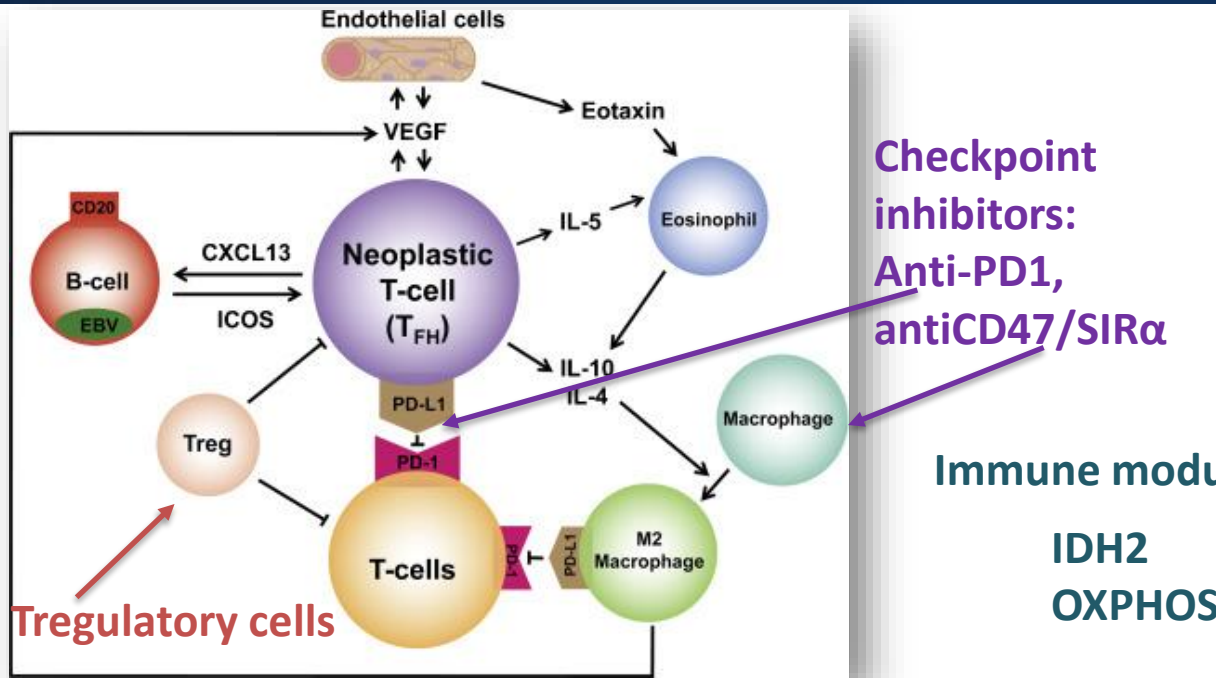 Endothelial cells
VEGF
Eotaxin
CD20
B-cell
EBV
CXCL13
ICOS
Neoplastic
T-cell
(T_FH)
IL-5
Eosinophil
IL-10
IL-4
PD-L1
PD-1
Treg
T-cells
PD-1
PD-L1
M2
Macrophage
Macrophage
Tregulatory cells
Checkpoint
inhibitors:
Anti-PD1,
antiCD47/SIRα
Immune modu
IDH2
OXPHOS